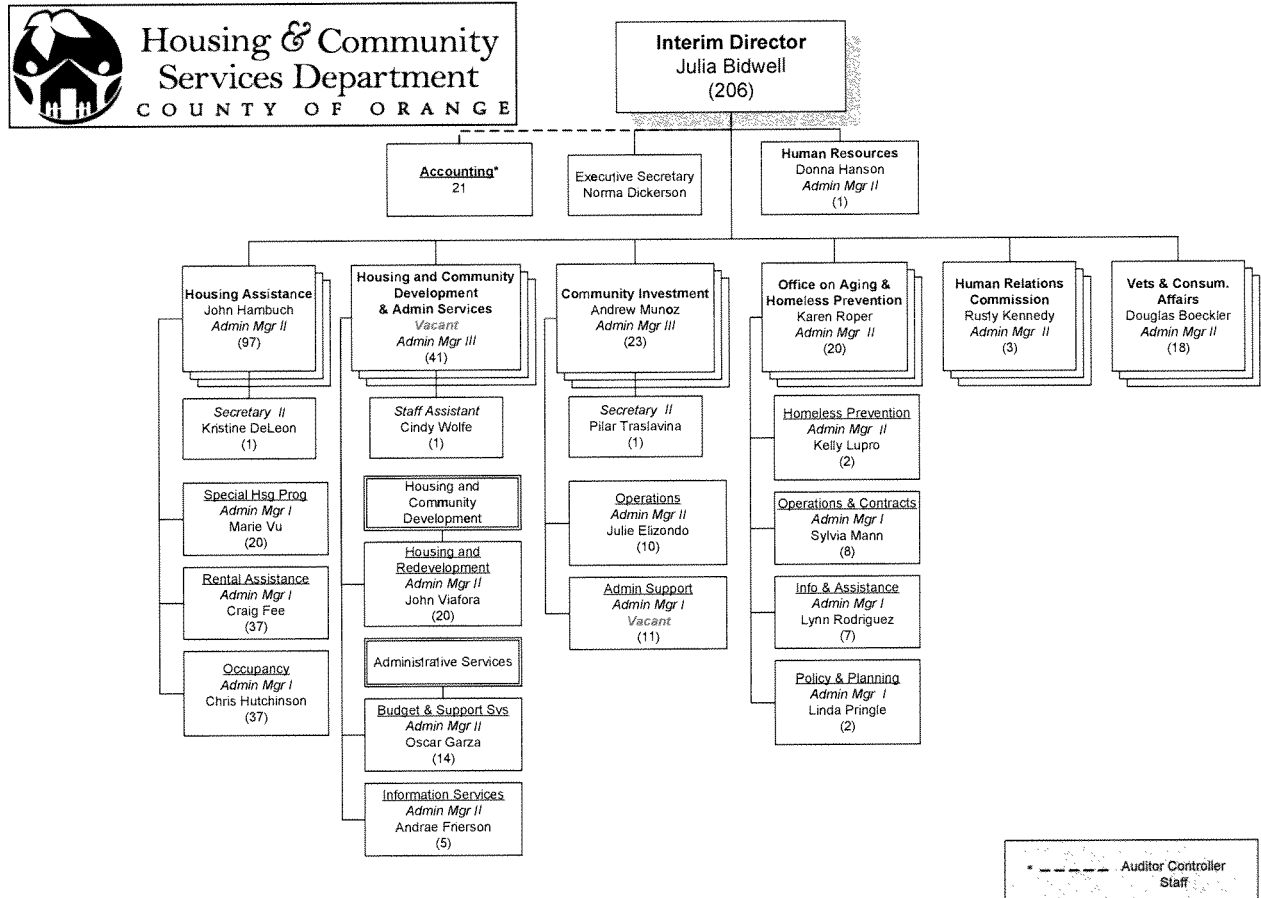 Housing & Community
Services Department
COUNTY OF ORANGE
Interim Director
Julia Bidwell
(206)
Accounting*
21
Executive Secretary
Norma Dickerson
Human Resources
Donna Hanson
Admin Mgr II
(1)
Housing Assistance
John Hambuch
Admin Mgr II
(97)
Housing and Community
Development
& Admin Services
Vacant
Admin Mgr III
(41)
Community Investment
Andrew Munoz
Admin Mgr III
(23)
Office on Aging &
Homeless Prevention
Karen Roper
Admin Mgr II
(20)
Human Relations
Commission
Rusty Kennedy
Admin Mgr II
(3)
Vets & Consum.
Affairs
Douglas Boeckler
Admin Mgr II
(18)
Secretary II
Kristine DeLeon
(1)
Special Hsg Prog
Admin Mgr I
Marie Vu
(20)
Rental Assistance
Admin Mgr I
Craig Fee
(37)
Occupancy
Admin Mgr I
Chris Hutchinson
(37)
Staff Assistant
Cindy Wolfe
(1)
Housing and
Community
Development
Housing and
Redevelopment
Admin Mgr II
John Viafora
(20)
Administrative Services
Budget & Support Svs
Admin Mgr II
Oscar Garza
(14)
Information Services
Admin Mgr II
Andrae Frierson
(5)
Secretary II
Pilar Traslavina
(1)
Operations
Admin Mgr II
Julie Elizondo
(10)
Admin Support
Admin Mgr I
Vacant
(11)
Homeless Prevention
Admin Mgr II
Kelly Lupro
(2)
Operations & Contracts
Admin Mgr I
Sylvia Mann
(8)
Info & Assistance
Admin Mgr I
Lynn Rodriguez
(7)
Policy & Planning
Admin Mgr I
Linda Pringle
(2)
* Auditor Controller
Staff